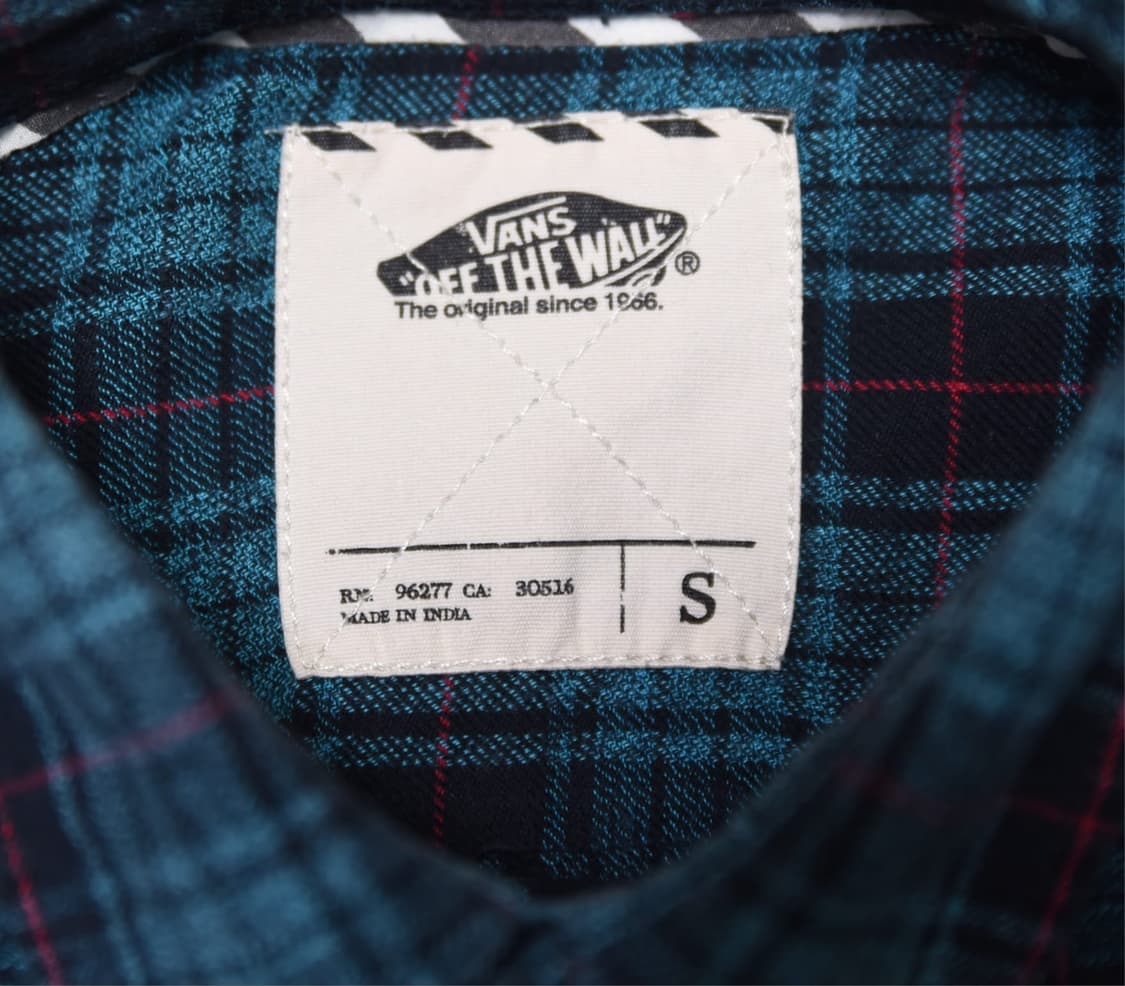 VANS
"OFF THE WALL"®
The original since 1966.
RN: 96277 CA: 30516
MADE IN INDIA
S